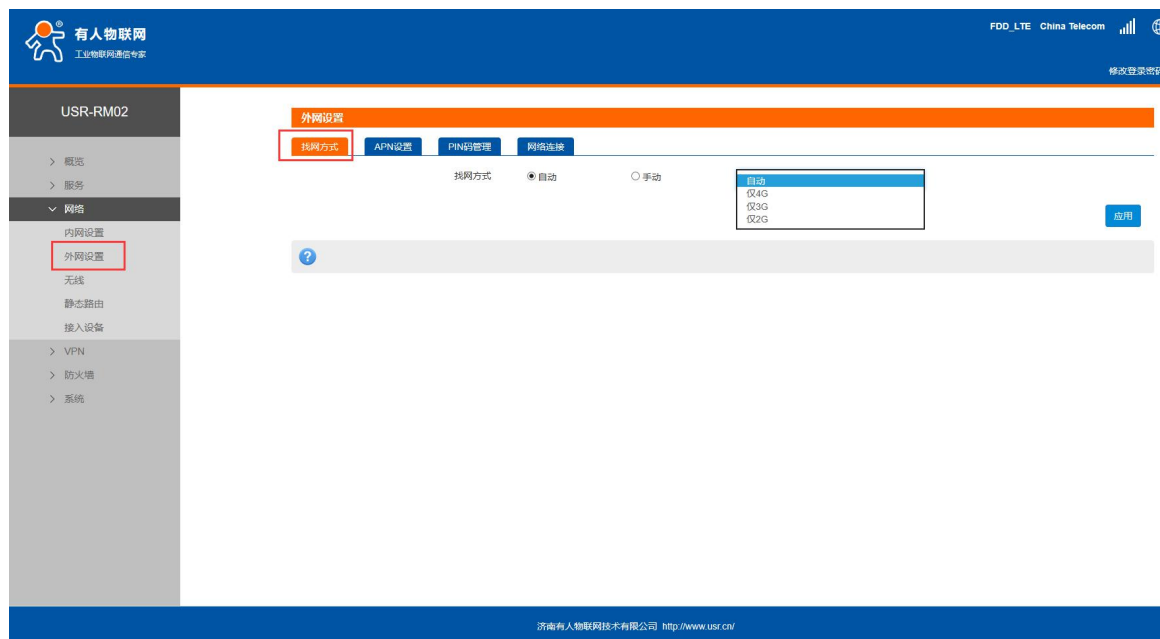 有人物联网
工业物联网通信专家
FDD_LTE China Telecom
修改登录密码
USR-RM02
概览
服务
网络
内网设置
外网设置
无线
静态路由
接入设备
VPN
防火墙
系统
外网设置
找网方式 APN设置 PIN码管理 网络连接
找网方式 自动 手动 自动
仅4G
仅3G
仅2G
应用
济南有人物联网技术有限公司 http://www.usr.cn/